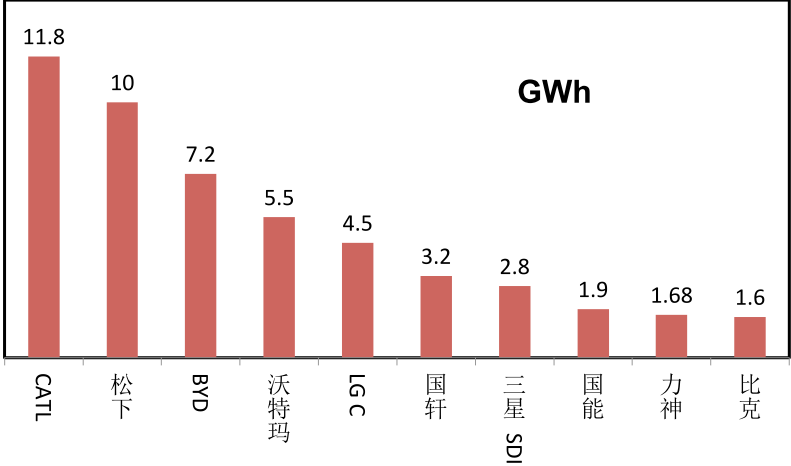 11.8
10
GWh
7.2
5.5
4.5
3.2
2.8
1.9
1.68
1.6
CATL
松下
BYD
沃特玛
LG C
国轩
三星 SDI
国能
力神
比克